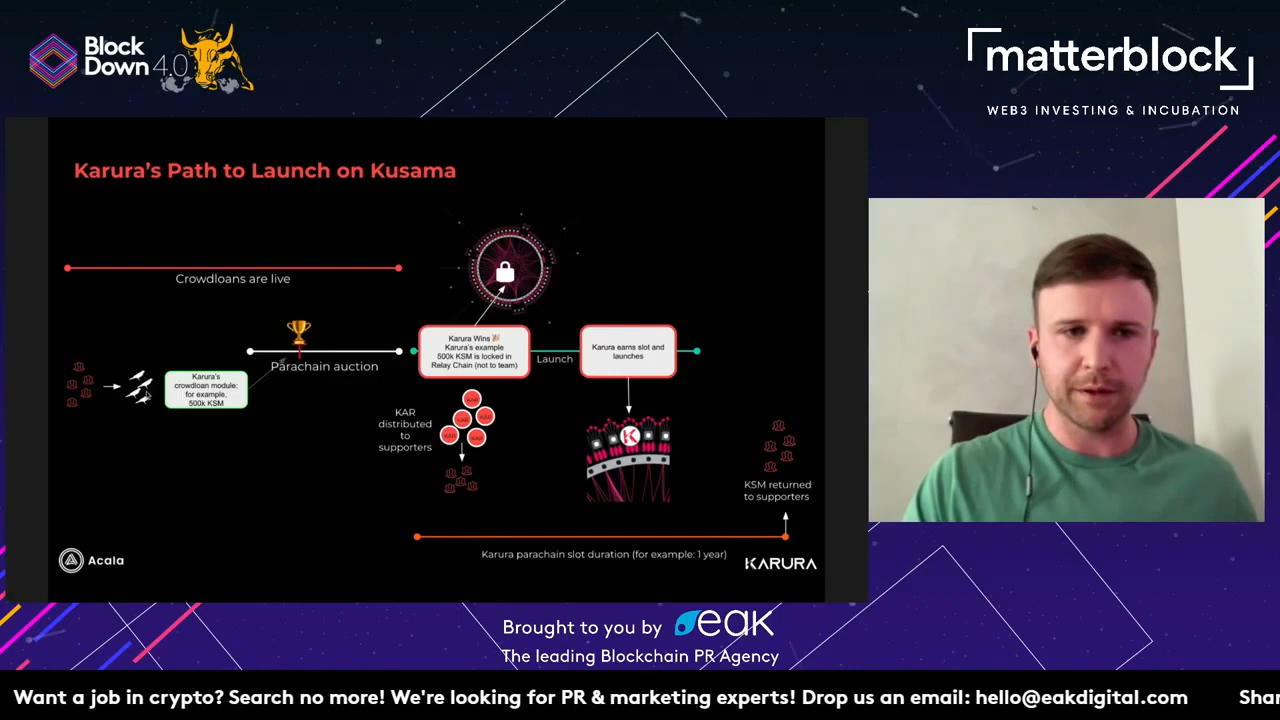 Block
Down 4.0
matterblock
WEB3 INVESTING & INCUBATION
Karura's Path to Launch on Kusama
Crowdloans are live
Parachain auction
Karura's
crowdloan module:
for example,
500k KSM
Karura Wins 🎉
Karura's example
500k KSM is locked in
Relay Chain (not to team)
Launch
Karura earns slot and
launches
KAR
distributed
to
supporters
KSM returned
to supporters
Karura parachain slot duration (for example: 1 year)
Acala
KARURA
Brought to you by eak
The leading Blockchain PR Agency
Want a job in crypto? Search no more! We're looking for PR & marketing experts! Drop us an email: hello@eakdigital.com Shar